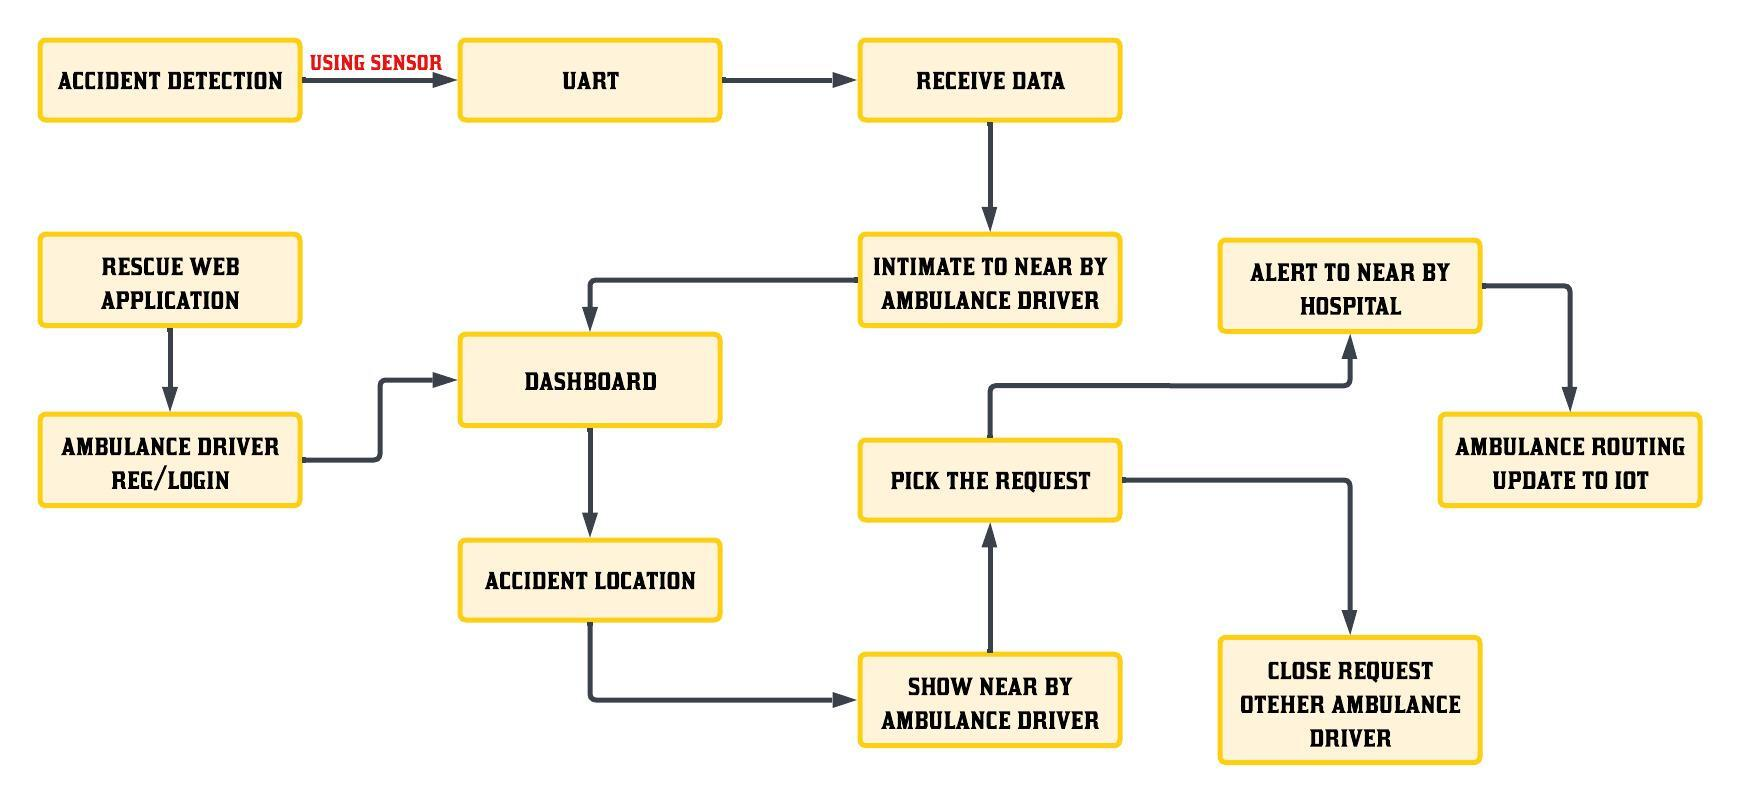 ACCIDENT DETECTION
USING SENSOR
UART
RECEIVE DATA
RESCUE WEB
APPLICATION
INTIMATE TO NEAR BY
AMBULANCE DRIVER
ALERT TO NEAR BY
HOSPITAL
DASHBOARD
AMBULANCE DRIVER
REG/LOGIN
PICK THE REQUEST
AMBULANCE ROUTING
UPDATE TO IOT
ACCIDENT LOCATION
SHOW NEAR BY
AMBULANCE DRIVER
CLOSE REQUEST
OTEHER AMBULANCE
DRIVER